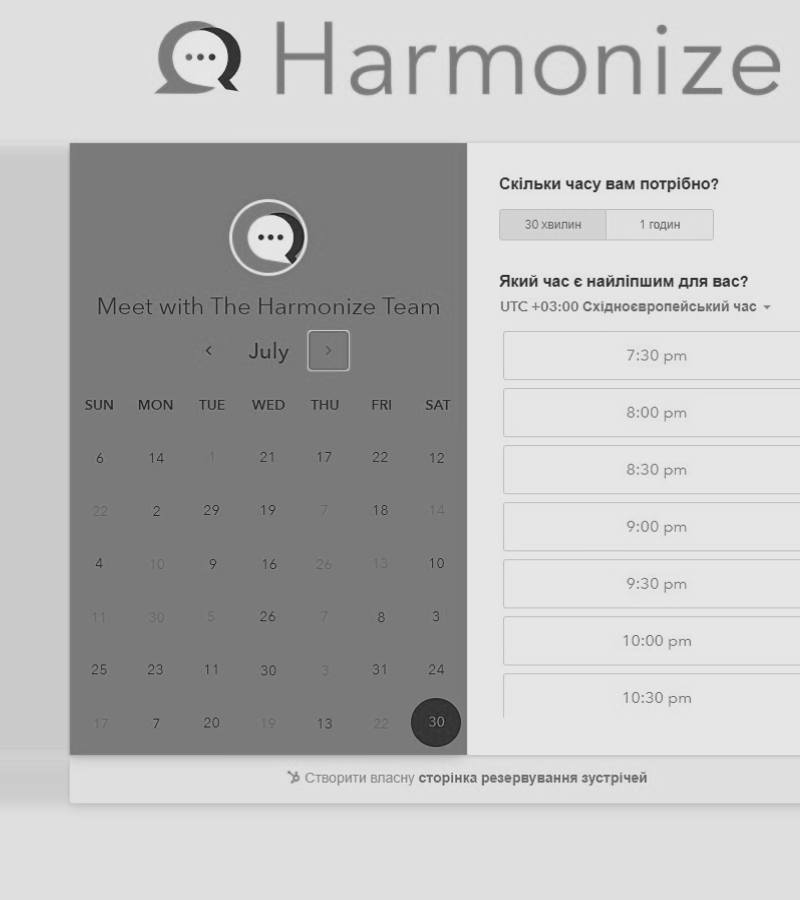 Harmonize
Meet with The Harmonize Team
July
SUN MON TUE WED THU FRI SAT
6 14 1 21 17 22 12
22 2 29 19 7 18 14
4 10 9 16 26 13 10
11 30 5 26 7 8 3
25 23 11 30 3 31 24
17 7 20 19 13 22 30
Скільки часу вам потрібно?
30 хвилин 1 годин
Який час є найліпшим для вас?
UTC +03:00 Східноєвропейський час
7:30 pm
8:00 pm
8:30 pm
9:00 pm
9:30 pm
10:00 pm
10:30 pm
Створити власну сторінка резервування зустрічей